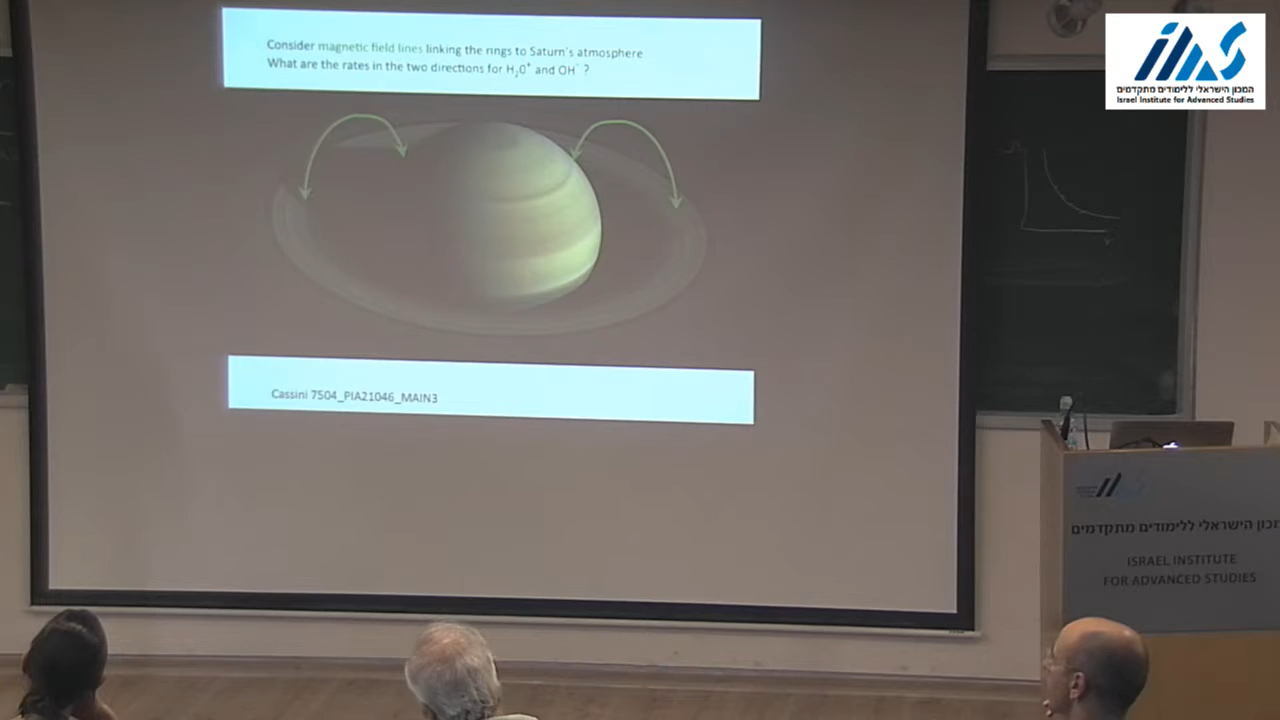 Consider magnetic field lines linking the rings to Saturn's atmosphere
What are the rates in the two directions for H₂O⁺ and OH⁻ ?
Cassini 7504_PIA21046_MAIN3
המכון הישראלי ללימודים מתקדמים
Israel Institute for Advanced Studies
מכון הישראלי ללימודים מתקדמים
ISRAEL INSTITUTE
FOR ADVANCED STUDIES